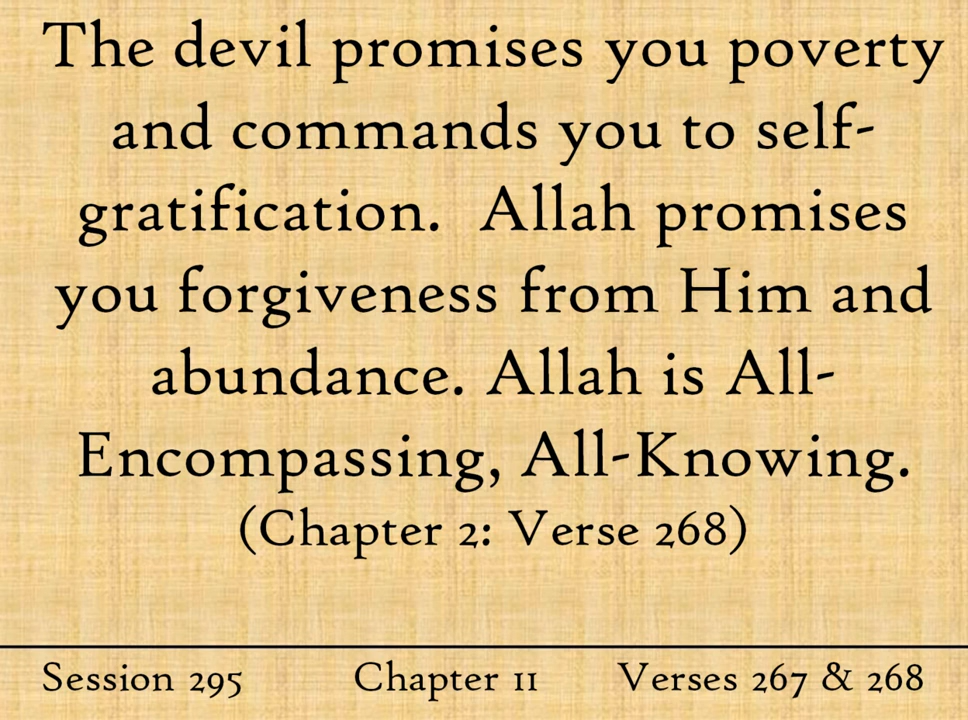 The devil promises you poverty
and commands you to self-
gratification.  Allah promises
you forgiveness from Him and
abundance. Allah is All-
Encompassing, All-Knowing.
(Chapter 2: Verse 268)
Session 295 Chapter 11 Verses 267 & 268